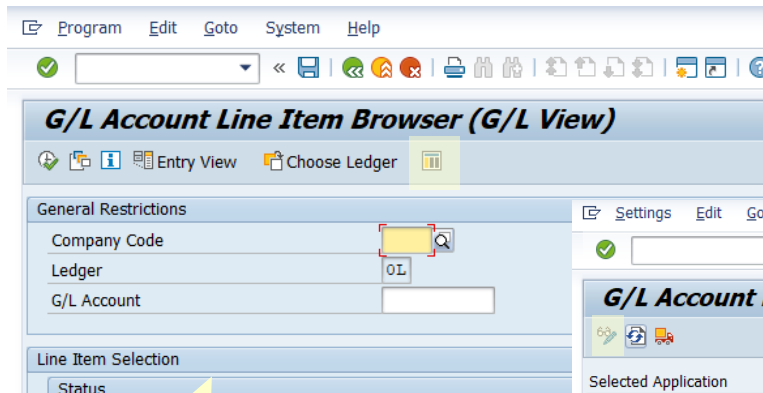 Program Edit Goto System Help
G/L Account Line Item Browser (G/L View)
Entry View Choose Ledger
General Restrictions
Company Code
Ledger 0L
G/L Account
Line Item Selection
Status
Settings Edit Go
G/L Account
Selected Application